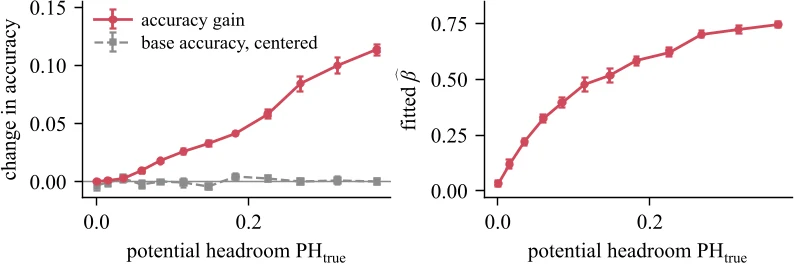 change in accuracy
0.15
0.10
0.05
0.00
accuracy gain
base accuracy, centered
0.0
0.2
potential headroom PH_true
fitted β̂
0.75
0.50
0.25
0.00
0.0
0.2
potential headroom PH_true